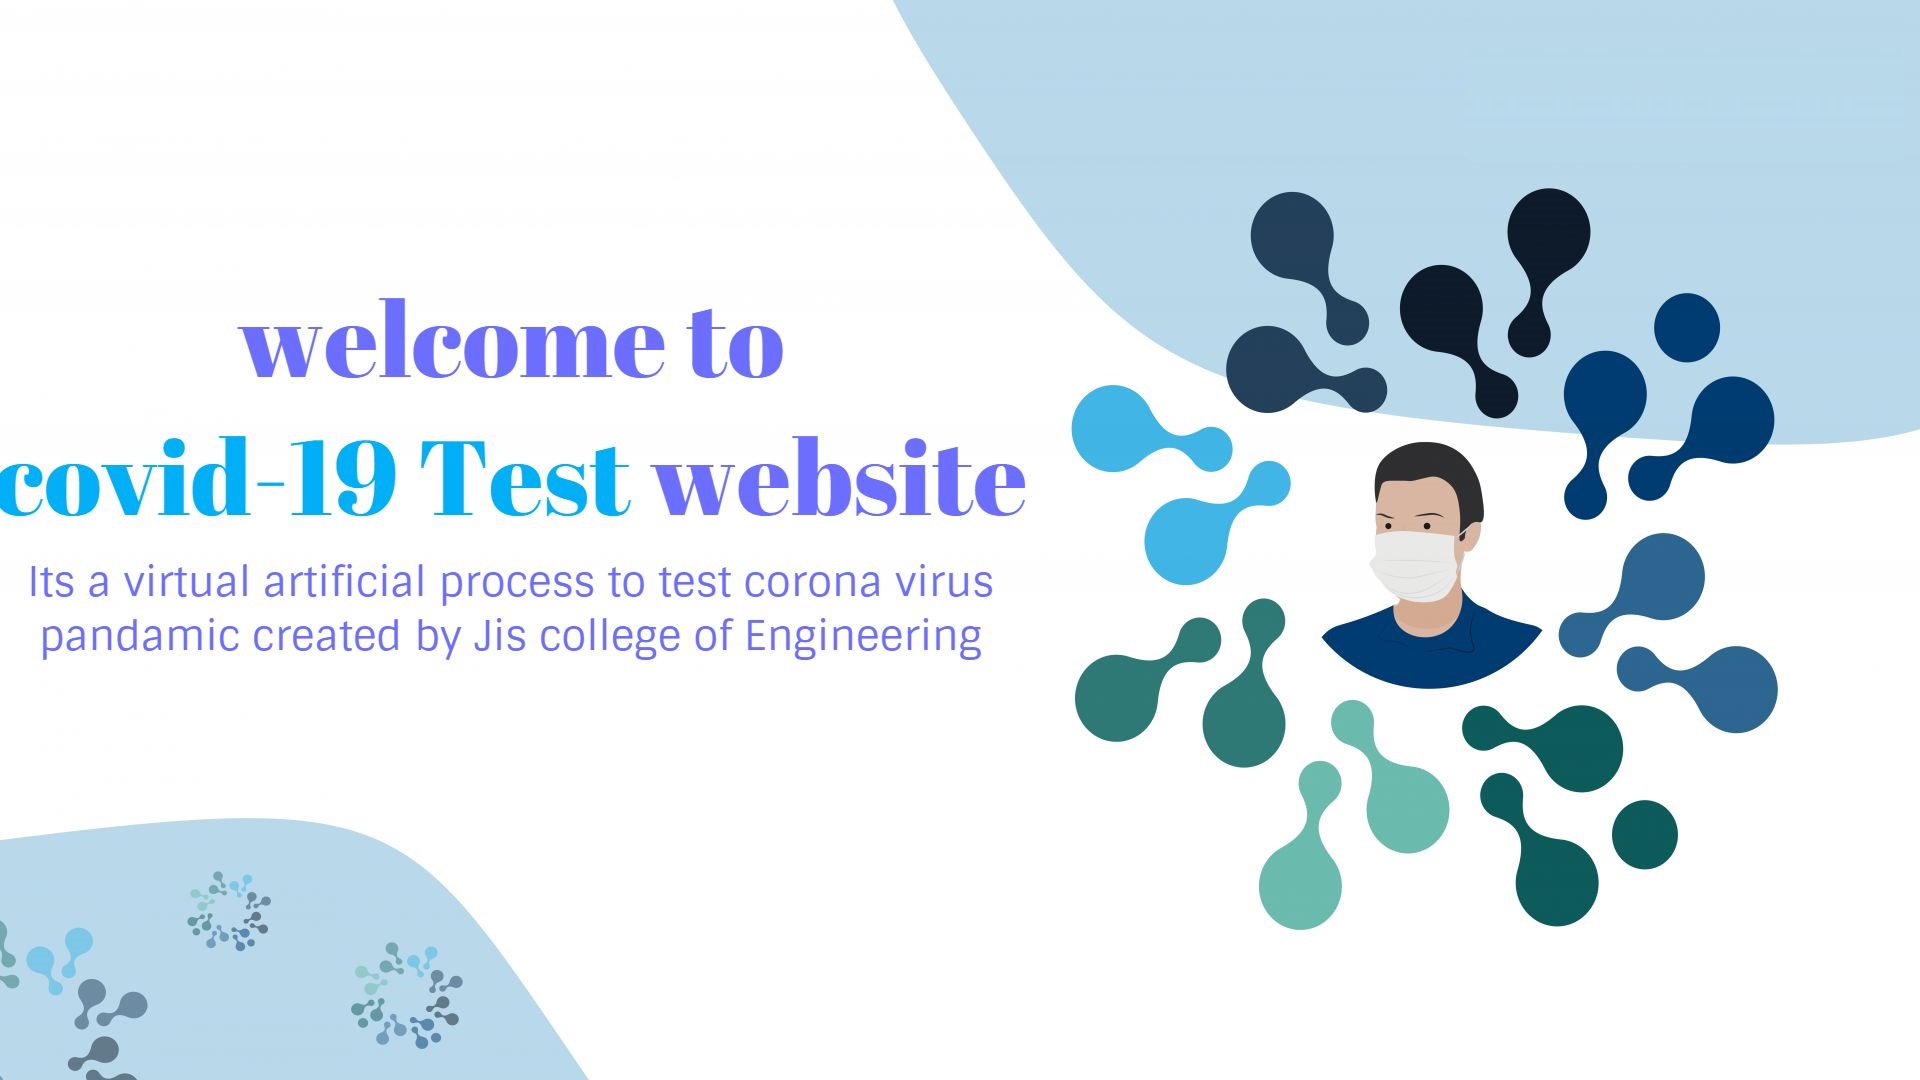 welcome to
covid-19 Test website
Its a virtual artificial process to test corona virus
pandamic created by Jis college of Engineering